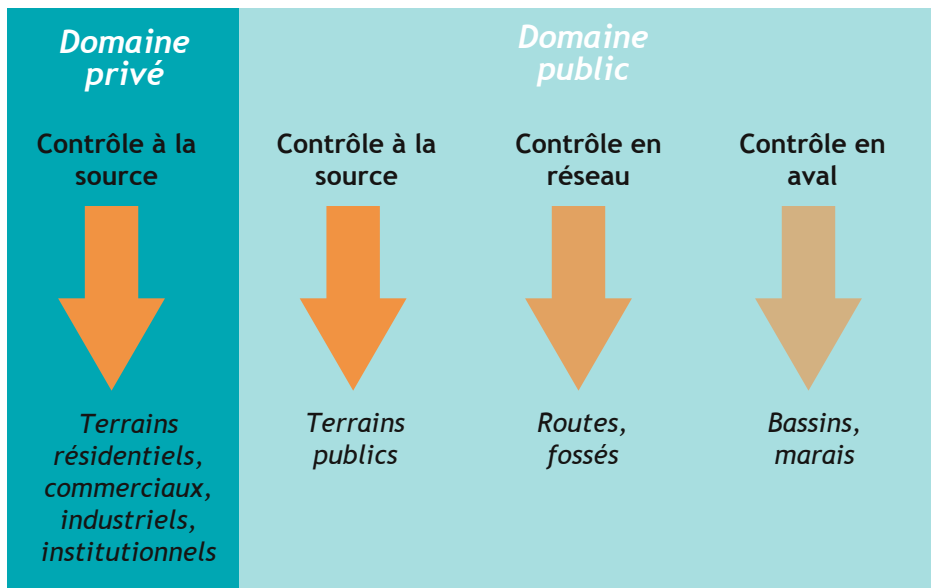 Domaine
privé
Domaine
public
Contrôle à la
source
Contrôle à la
source
Contrôle en
réseau
Contrôle en
aval
Terrains
résidentiels,
commerciaux,
industriels,
institutionnels
Terrains
publics
Routes,
fossés
Bassins,
marais